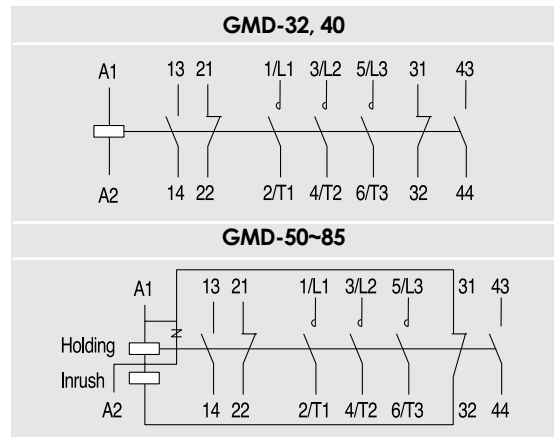 GMD-32, 40
A1 13 21 1/L1 3/L2 5/L3 31 43
A2 14 22 2/T1 4/T2 6/T3 32 44
GMD-50~85
A1 13 21 1/L1 3/L2 5/L3 31 43
Holding
Inrush
A2 14 22 2/T1 4/T2 6/T3 32 44